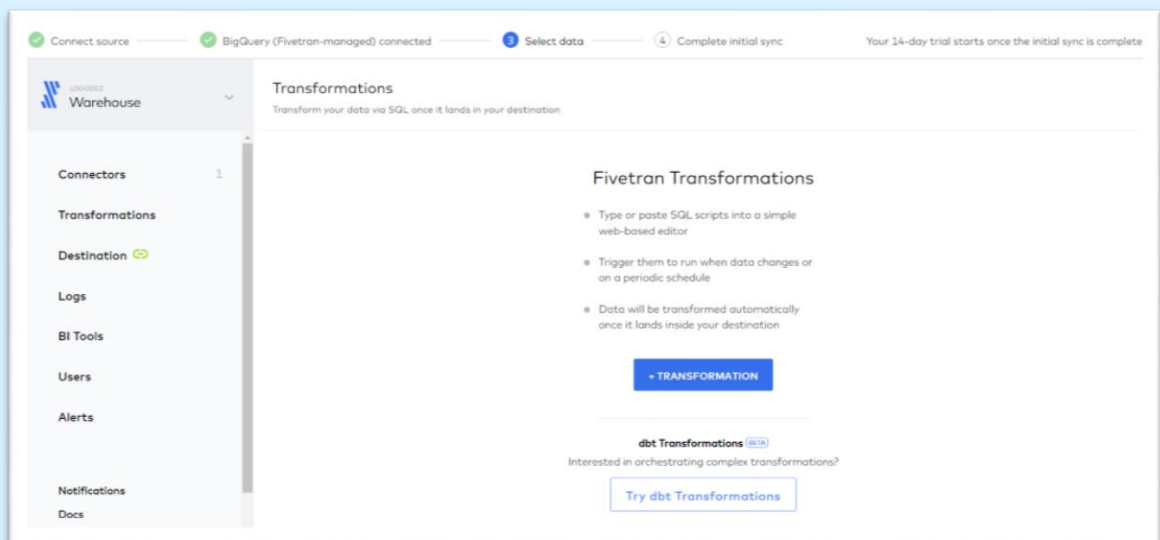 Connect source
BigQuery (Fivetran-managed) connected
3 Select data
4 Complete initial sync
Your 14-day trial starts once the initial sync is complete
Warehouse
Transformations
Transform your data via SQL once it lands in your destination
Connectors 1
Transformations
Destination
Logs
BI Tools
Users
Alerts
Notifications
Docs
Fivetran Transformations
Type or paste SQL scripts into a simple
web-based editor
Trigger them to run when data changes or
on a periodic schedule
Data will be transformed automatically
once it lands inside your destination
+ TRANSFORMATION
dbt Transformations BETA
Interested in orchestrating complex transformations?
Try dbt Transformations